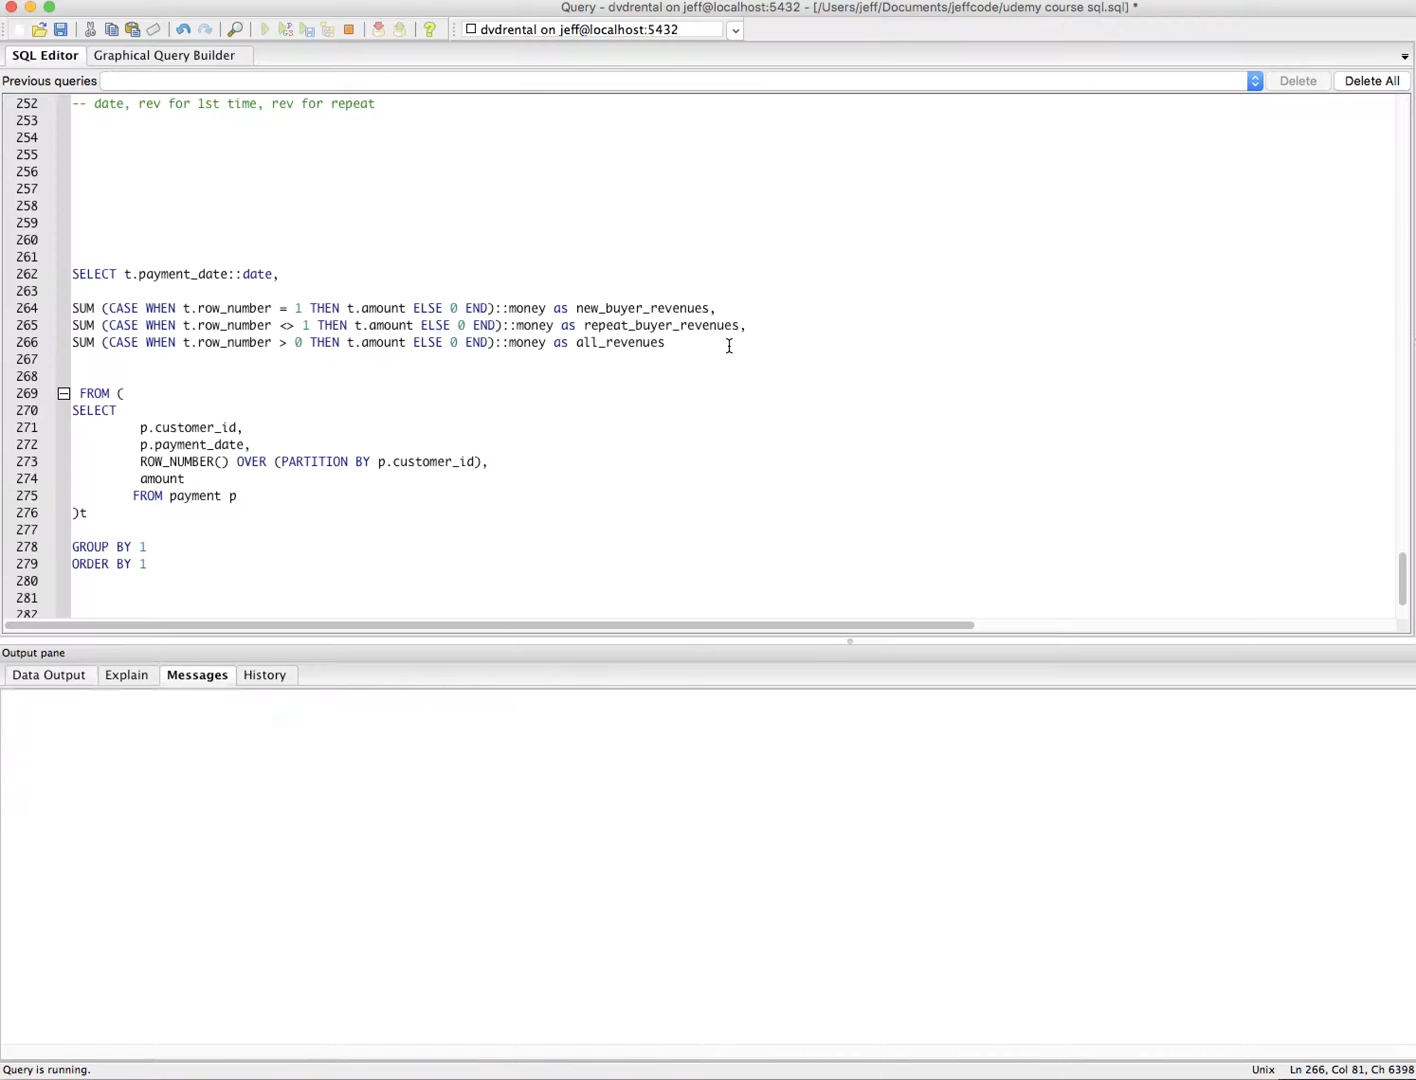 Query - dvdrental on jeff@localhost:5432 - [/Users/jeff/Documents/jeffcode/udemy course sql.sql] *
dvdrental on jeff@localhost:5432
SQL Editor Graphical Query Builder
Previous queries Delete Delete All
252 -- date, rev for 1st time, rev for repeat
253
254
255
256
257
258
259
260
261
262 SELECT t.payment_date::date,
263
264 SUM (CASE WHEN t.row_number = 1 THEN t.amount ELSE 0 END)::money as new_buyer_revenues,
265 SUM (CASE WHEN t.row_number <> 1 THEN t.amount ELSE 0 END)::money as repeat_buyer_revenues,
266 SUM (CASE WHEN t.row_number > 0 THEN t.amount ELSE 0 END)::money as all_revenues
267
268
269 FROM (
270 SELECT
271 p.customer_id,
272 p.payment_date,
273 ROW_NUMBER() OVER (PARTITION BY p.customer_id),
274 amount
275 FROM payment p
276 )t
277
278 GROUP BY 1
279 ORDER BY 1
280
281
282
Output pane
Data Output Explain Messages History
Query is running. Unix Ln 266, Col 81, Ch 6398